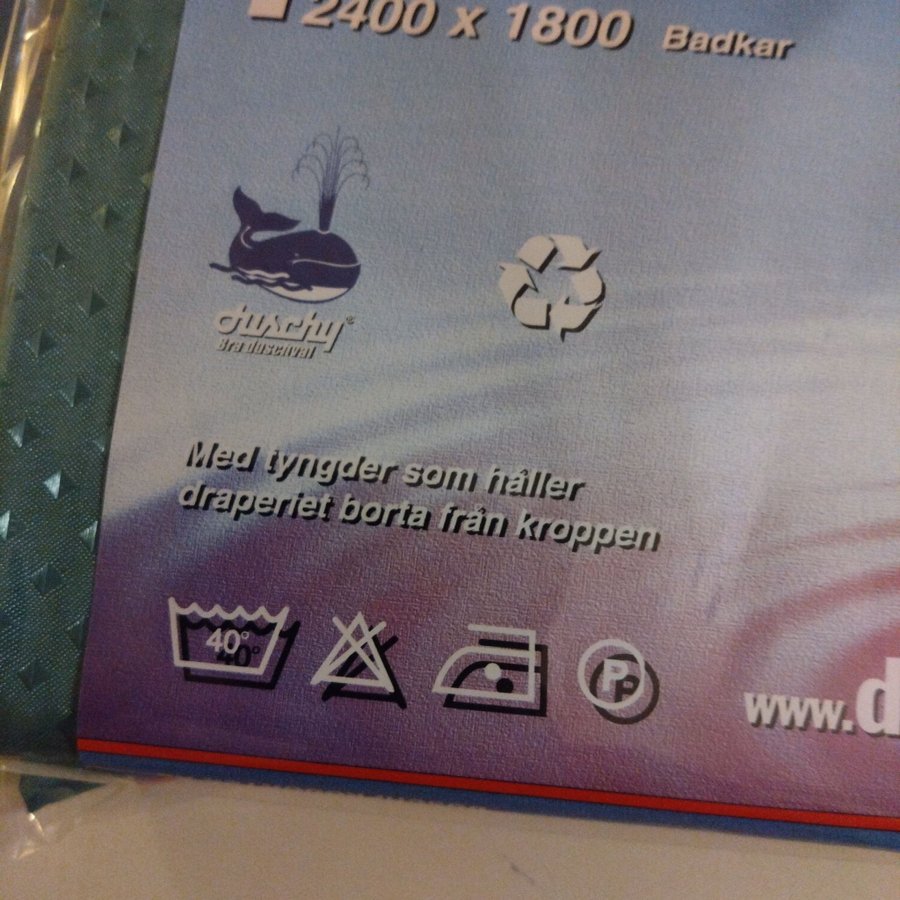 2400 x 1800 Badkar
duschy®
Bra duschval
Med tyngder som håller
draperiet borta från kroppen
40°
P
www.d